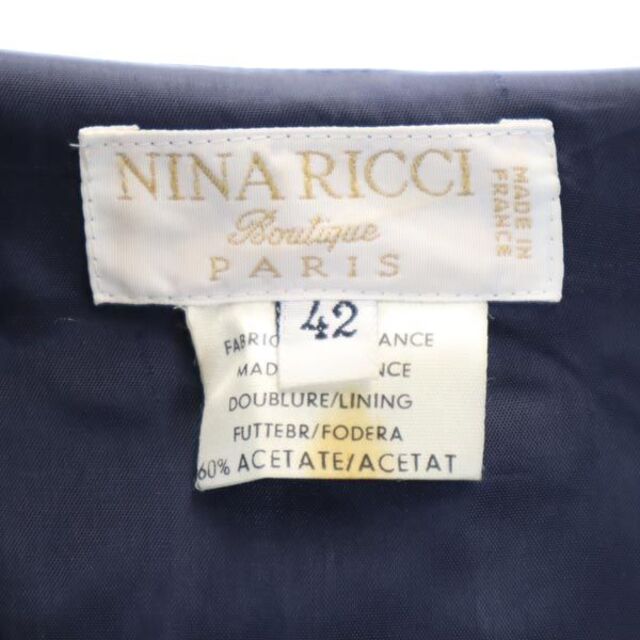 NINA RICCI
Boutique
PARIS
MADE IN
FRANCE
42
FABRIC ANCE
MAD NCE
DOUBLURE/LINING
FUTTEBR/FODERA
60% ACETATE/ACETAT